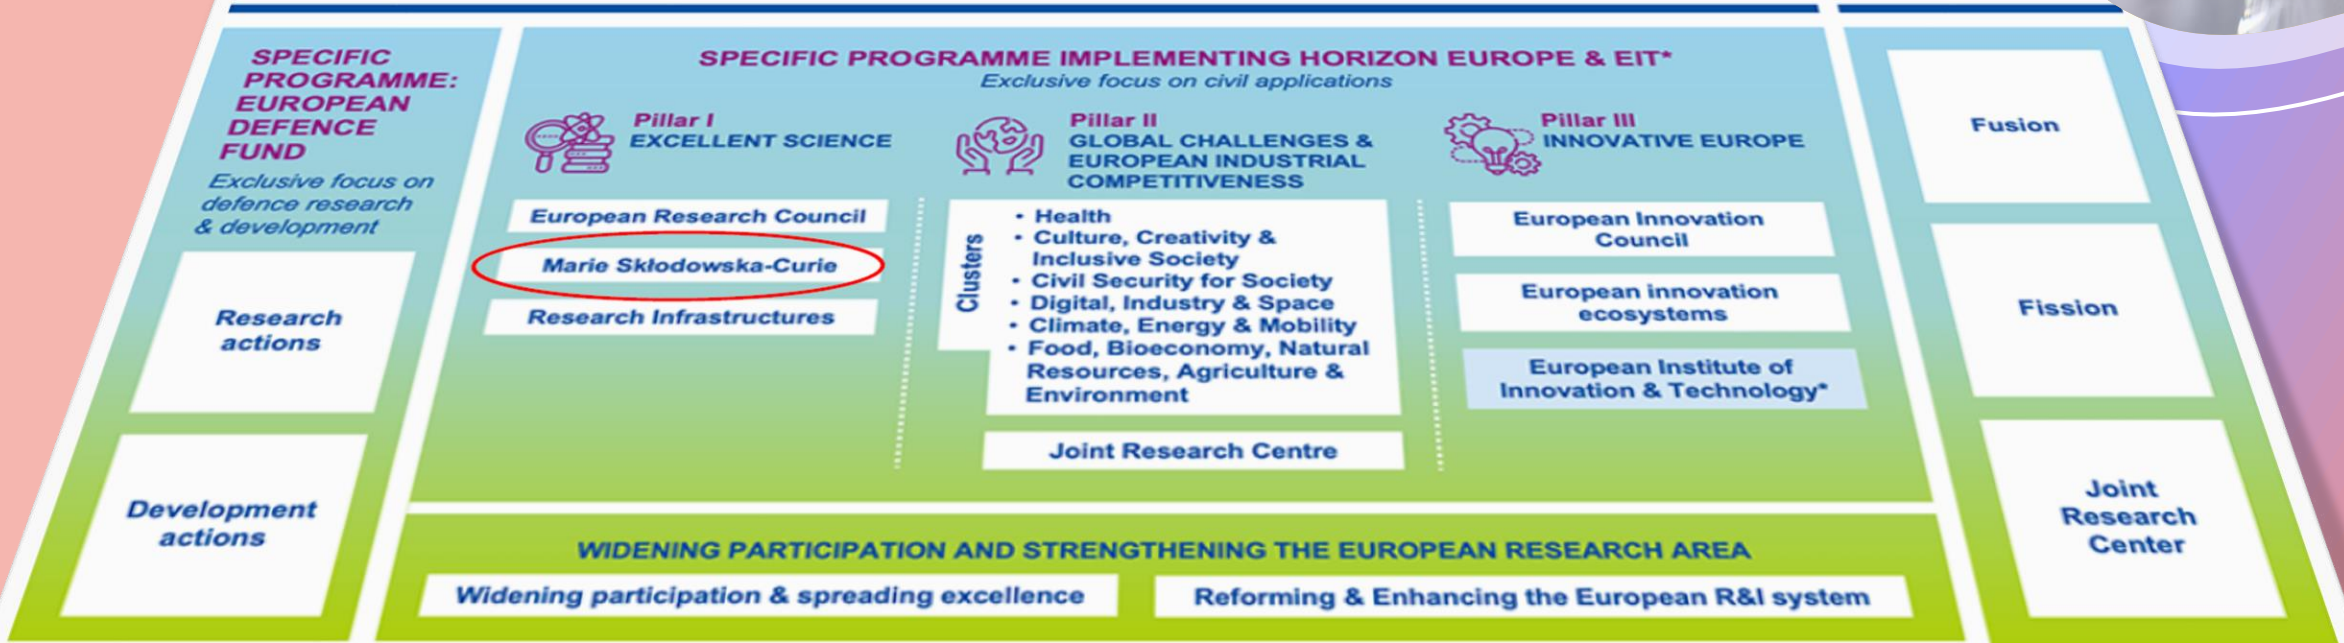 SPECIFIC
PROGRAMME:
EUROPEAN
DEFENCE
FUND
Exclusive focus on
defence research
& development
Research
actions
Development
actions
SPECIFIC PROGRAMME IMPLEMENTING HORIZON EUROPE & EIT*
Exclusive focus on civil applications
Pillar I
EXCELLENT SCIENCE
European Research Council
Marie Skłodowska-Curie
Research Infrastructures
Pillar II
GLOBAL CHALLENGES &
EUROPEAN INDUSTRIAL
COMPETITIVENESS
Clusters
• Health
• Culture, Creativity &
Inclusive Society
• Civil Security for Society
• Digital, Industry & Space
• Climate, Energy & Mobility
• Food, Bioeconomy, Natural
Resources, Agriculture &
Environment
Joint Research Centre
Pillar III
INNOVATIVE EUROPE
European Innovation
Council
European innovation
ecosystems
European Institute of
Innovation & Technology*
WIDENING PARTICIPATION AND STRENGTHENING THE EUROPEAN RESEARCH AREA
Widening participation & spreading excellence
Reforming & Enhancing the European R&I system
Fusion
Fission
Joint
Research
Center